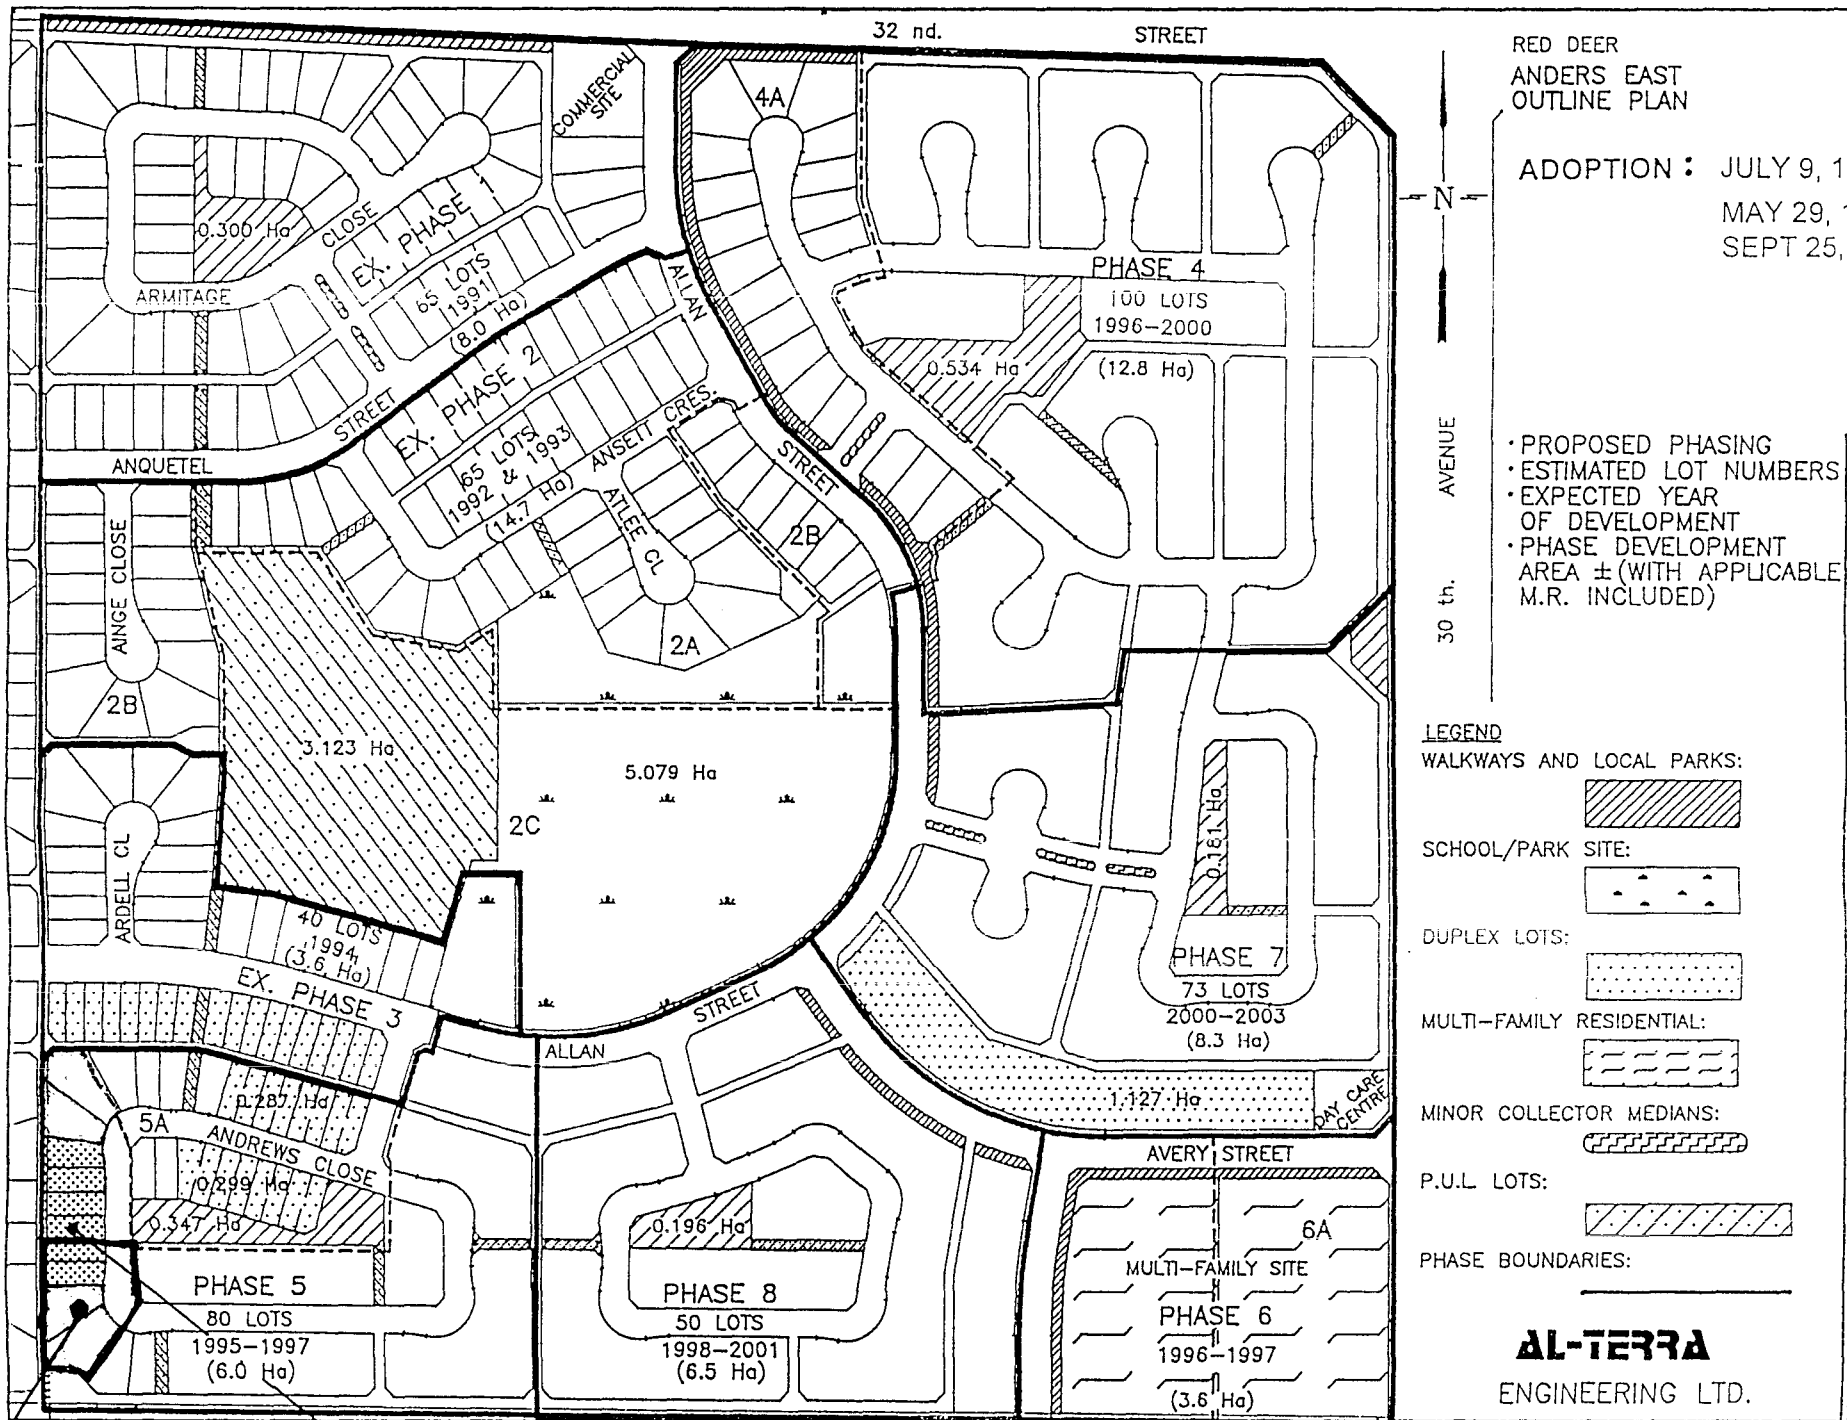 32 nd. STREET
RED DEER
ANDERS EAST
OUTLINE PLAN
ADOPTION : JULY 9, 1
MAY 29,
SEPT 25,
N
30 th. AVENUE
• PROPOSED PHASING
• ESTIMATED LOT NUMBERS
• EXPECTED YEAR
OF DEVELOPMENT
• PHASE DEVELOPMENT
AREA ± (WITH APPLICABLE
M.R. INCLUDED)
LEGEND
WALKWAYS AND LOCAL PARKS:
SCHOOL/PARK SITE:
DUPLEX LOTS:
MULTI-FAMILY RESIDENTIAL:
MINOR COLLECTOR MEDIANS:
P.U.L. LOTS:
PHASE BOUNDARIES:
AL-TERRA
ENGINEERING LTD.
COMMERCIAL
SITE
0.300 Ha
ARMITAGE CLOSE
EX. PHASE 1
65 LOTS
1991
(8.0 Ha)
ANQUETEL STREET
EX. PHASE 2
65 LOTS
1992 & 1993
(14.7 Ha)
ANSETT CRES.
ATLEE CL
ALLAN STREET
2A
2B
AINGE CLOSE
2B
3.123 Ha
5.079 Ha
2C
4A
PHASE 4
100 LOTS
1996-2000
(12.8 Ha)
0.534 Ha
ARDELL CL
40 LOTS
1994
(3.6 Ha)
EX. PHASE 3
ALLAN STREET
0.181 Ha
PHASE 7
73 LOTS
2000-2003
(8.3 Ha)
1.127 Ha
DAY CARE
CENTRE
AVERY STREET
5A
0.287 Ha
ANDREWS CLOSE
0.299 Ha
0.347 Ha
PHASE 5
80 LOTS
1995-1997
(6.0 Ha)
0.196 Ha
PHASE 8
50 LOTS
1998-2001
(6.5 Ha)
6A
MULTI-FAMILY SITE
PHASE 6
1996-1997
(3.6 Ha)